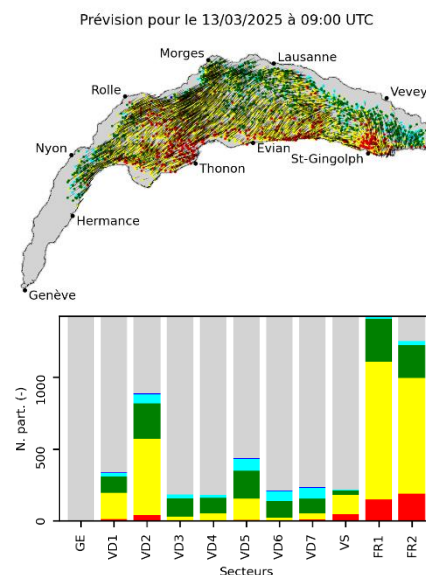 Prévision pour le 13/03/2025 à 09:00 UTC
Morges
Lausanne
Rolle
Vevey
Nyon
Evian
St-Gingolph
Thonon
Hermance
Genève
N. part. (-)
1000
500
0
GE
VD1
VD2
VD3
VD4
VD5
VD6
VD7
VS
FR1
FR2
Secteurs